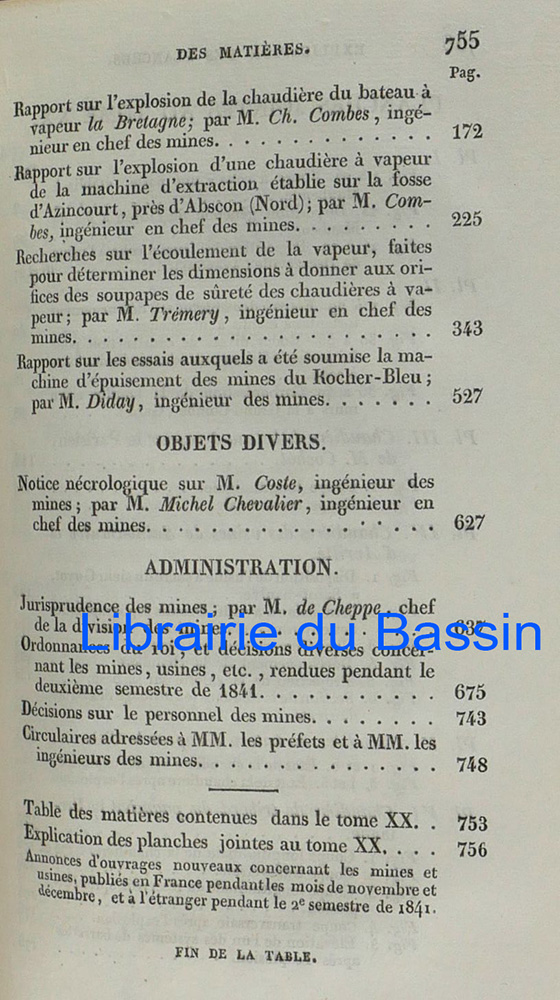 DES MATIÈRES. 755
Pag.
Rapport sur l'explosion de la chaudière du bateau à
vapeur la Bretagne; par M. Ch. Combes, ingé-
nieur en chef des mines. . . . . . . . . . . . . 172
Rapport sur l'explosion d'une chaudière à vapeur
de la machine d'extraction établie sur la fosse
d'Azincourt, près d'Abscon (Nord); par M. Com-
bes, ingénieur en chef des mines. . . . . . . . . 225
Recherches sur l'écoulement de la vapeur, faites
pour déterminer les dimensions à donner aux ori-
fices des soupapes de sûreté des chaudières à va-
peur; par M. Trémery, ingénieur en chef des
mines. . . . . . . . . . . . . . . . . . . . 343
Rapport sur les essais auxquels a été soumise la ma-
chine d'épuisement des mines du Rocher-Bleu;
par M. Diday, ingénieur des mines. . . . . . . 527
OBJETS DIVERS.
Notice nécrologique sur M. Coste, ingénieur des
mines; par M. Michel Chevalier, ingénieur en
chef des mines. . . . . . . . . . . . . . . . 627
ADMINISTRATION.
Jurisprudence des mines; par M. de Cheppe, chef
de la division des mines. . . . . . . . . . . .
Librairie du Bassin
Ordonnances du roi, et décisions diverses concer-
nant les mines, usines, etc., rendues pendant le
deuxième semestre de 1841. . . . . . . . . . . 675
Décisions sur le personnel des mines. . . . . . . . 743
Circulaires adressées à MM. les préfets et à MM. les
ingénieurs des mines. . . . . . . . . . . . . . 748
Table des matières contenues dans le tome XX. . 753
Explication des planches jointes au tome XX. . . . 756
Annonces d'ouvrages nouveaux concernant les mines et
usines, publiés en France pendant les mois de novembre et
décembre, et à l'étranger pendant le 2e semestre de 1841.
FIN DE LA TABLE.